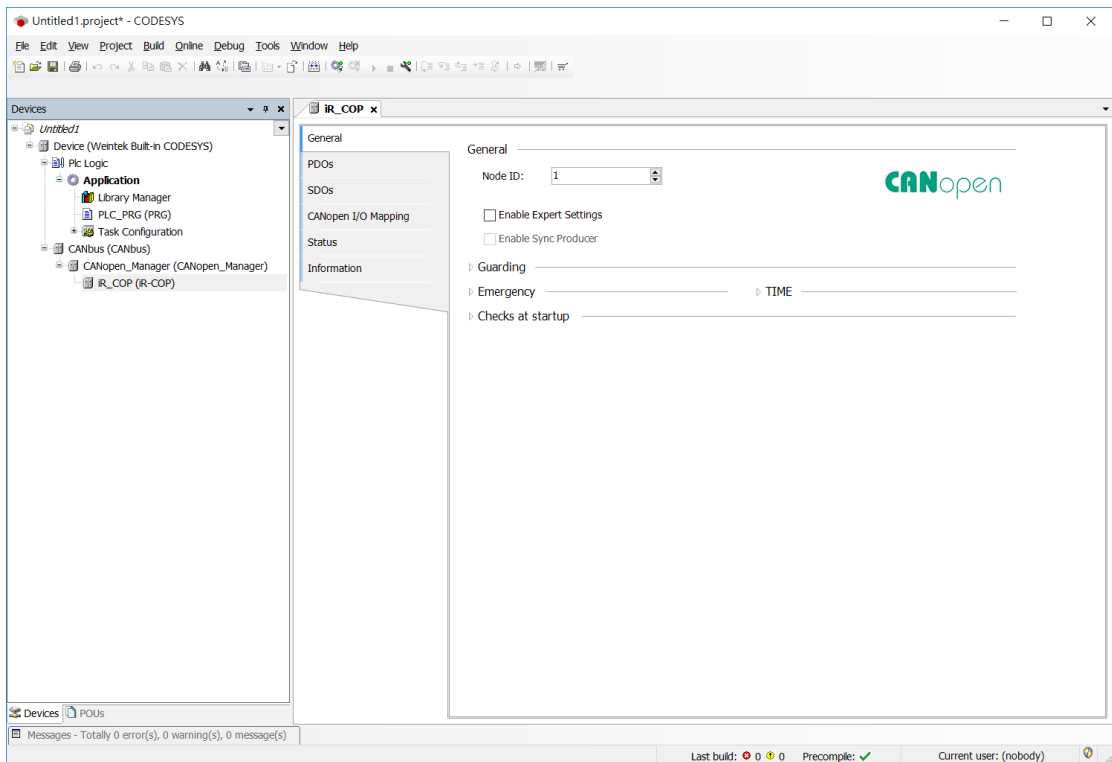 Untitled1.project* - CODESYS
File Edit View Project Build Online Debug Tools Window Help
Devices
Untitled1
Device (Weintek Built-in CODESYS)
Plc Logic
Application
Library Manager
PLC_PRG (PRG)
Task Configuration
CANbus (CANbus)
CANopen_Manager (CANopen_Manager)
iR_COP (iR-COP)
Devices POUs
iR_COP
General
PDOs
SDOs
CANopen I/O Mapping
Status
Information
General
Node ID: 1
CANopen
Enable Expert Settings
Enable Sync Producer
Guarding
Emergency TIME
Checks at startup
Messages - Totally 0 error(s), 0 warning(s), 0 message(s)
Last build: 0 0 Precompile: Current user: (nobody)